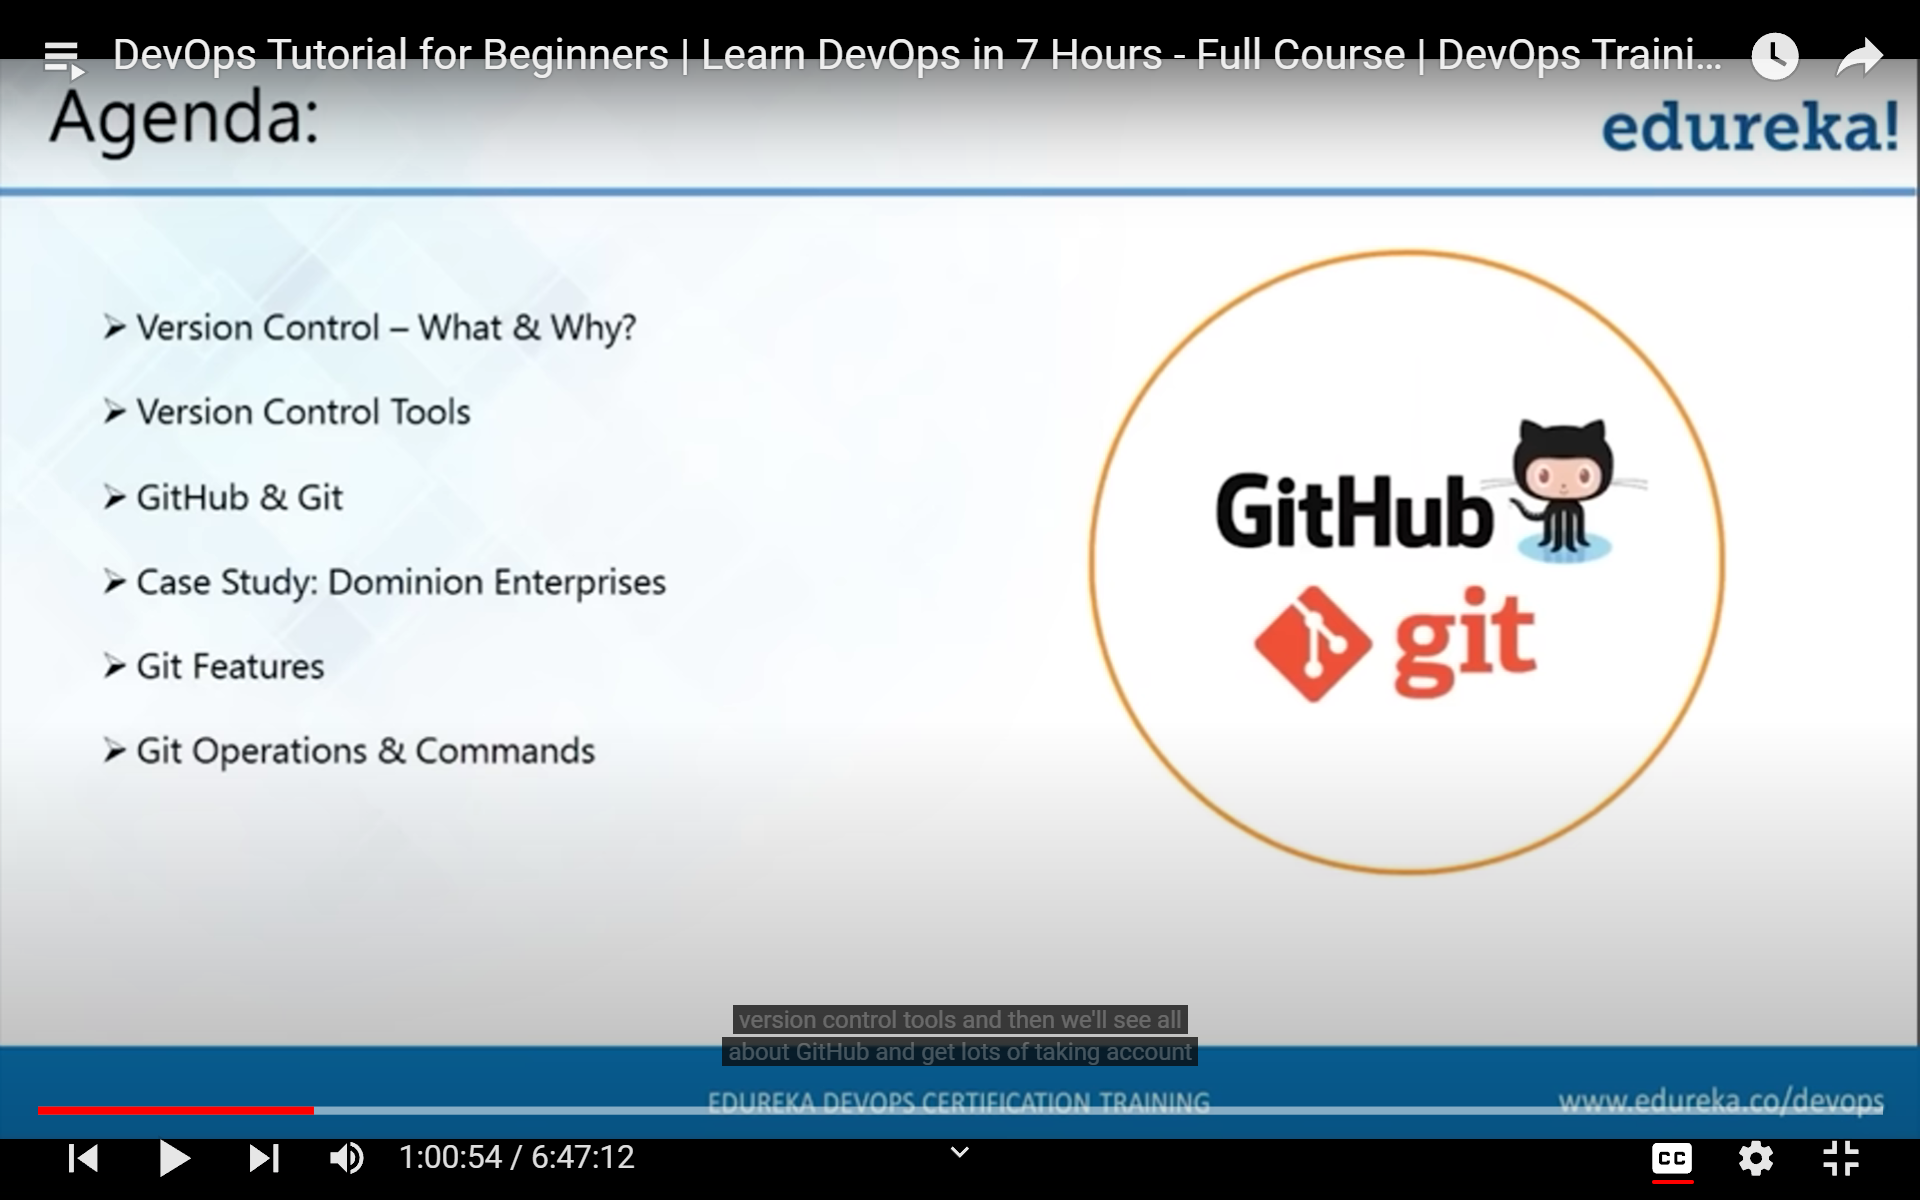 DevOps Tutorial for Beginners | Learn DevOps in 7 Hours - Full Course | DevOps Traini...
Agenda:
edureka!
➤ Version Control – What & Why?
➤ Version Control Tools
➤ GitHub & Git
➤ Case Study: Dominion Enterprises
➤ Git Features
➤ Git Operations & Commands
GitHub
git
version control tools and then we'll see all
about GitHub and get lots of taking account
EDUREKA DEVOPS CERTIFICATION TRAINING
www.edureka.co/devops
1:00:54 / 6:47:12
CC